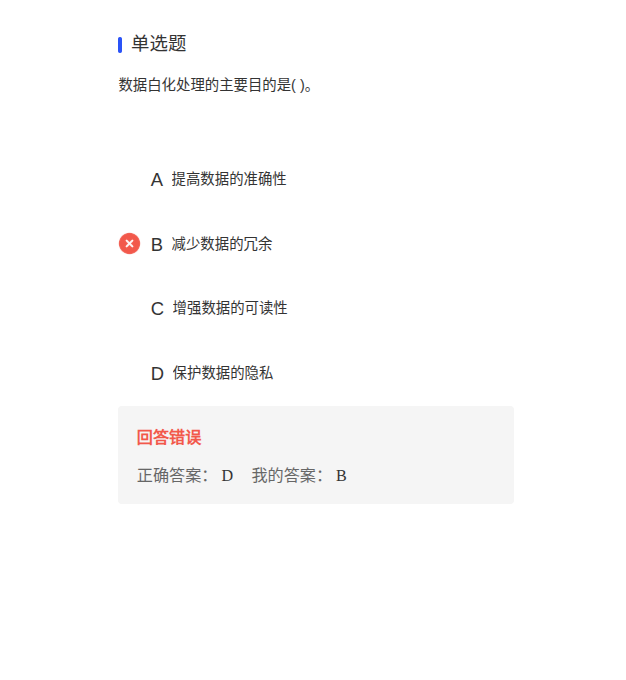 单选题
数据白化处理的主要目的是( )。
A 提高数据的准确性
B 减少数据的冗余
C 增强数据的可读性
D 保护数据的隐私
回答错误
正确答案： D 我的答案： B